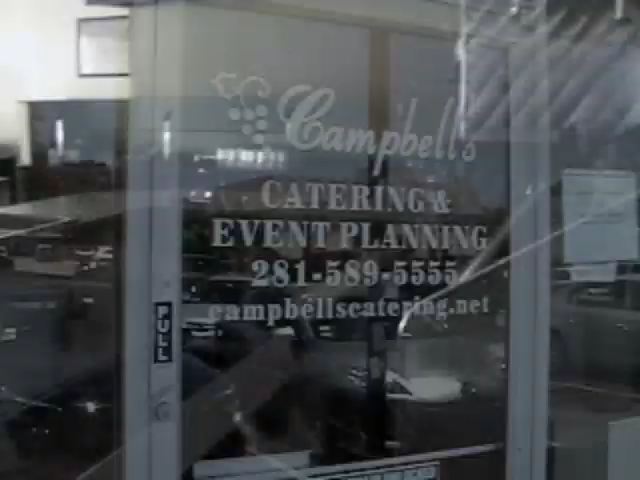 Campbell's
CATERING &
EVENT PLANNING
281-589-5555
campbellscatering.net
PULL